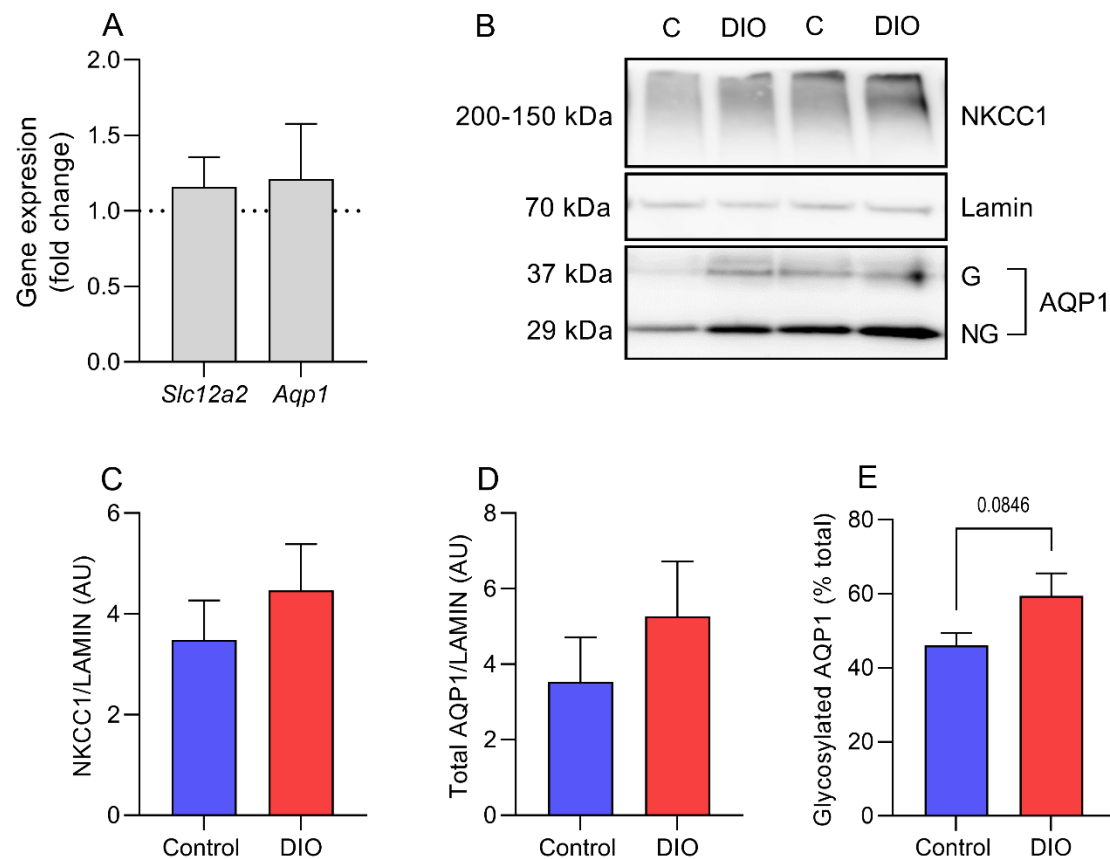 A
Gene expresion
(fold change)
2.0
1.5
1.0
0.5
0.0
Slc12a2 Aqp1
B
C DIO C DIO
200-150 kDa NKCC1
70 kDa Lamin
37 kDa G
AQP1
29 kDa NG
C
NKCC1/LAMIN (AU)
6
4
2
0
Control DIO
D
Total AQP1/LAMIN (AU)
8
6
4
2
0
Control DIO
E
Glycosylated AQP1 (% total)
0.0846
80
60
40
20
0
Control DIO